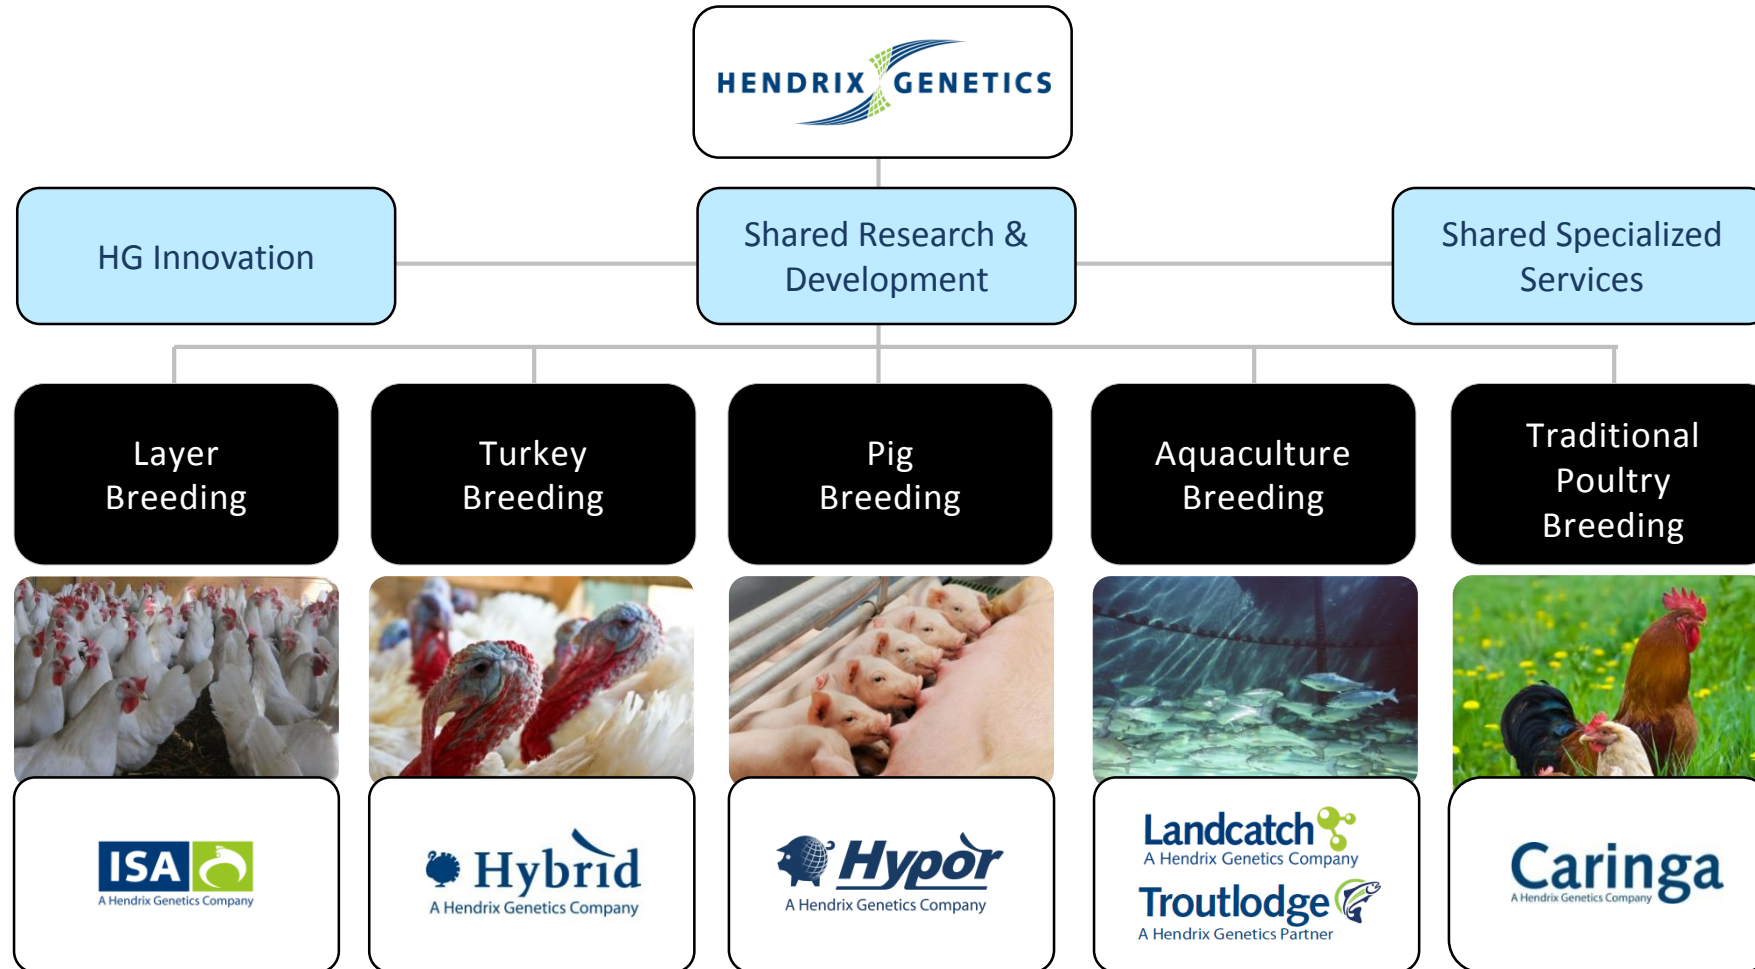 HENDRIX GENETICS
HG Innovation
Shared Research &
Development
Shared Specialized
Services
Layer
Breeding
Turkey
Breeding
Pig
Breeding
Aquaculture
Breeding
Traditional
Poultry
Breeding
ISA
A Hendrix Genetics Company
Hybrid
A Hendrix Genetics Company
Hypor
A Hendrix Genetics Company
Landcatch
A Hendrix Genetics Company
Troutlodge
A Hendrix Genetics Partner
Caringa
A Hendrix Genetics Company